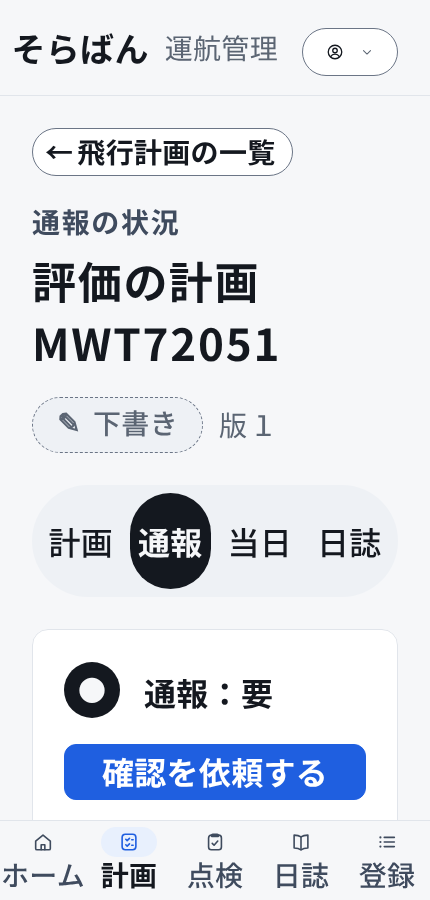 そらばん 運航管理
← 飛行計画の一覧
通報の状況
評価の計画
MWT72051
✎ 下書き 版 1
計画 通報 当日 日誌
通報：要
確認を依頼する
ホーム 計画 点検 日誌 登録